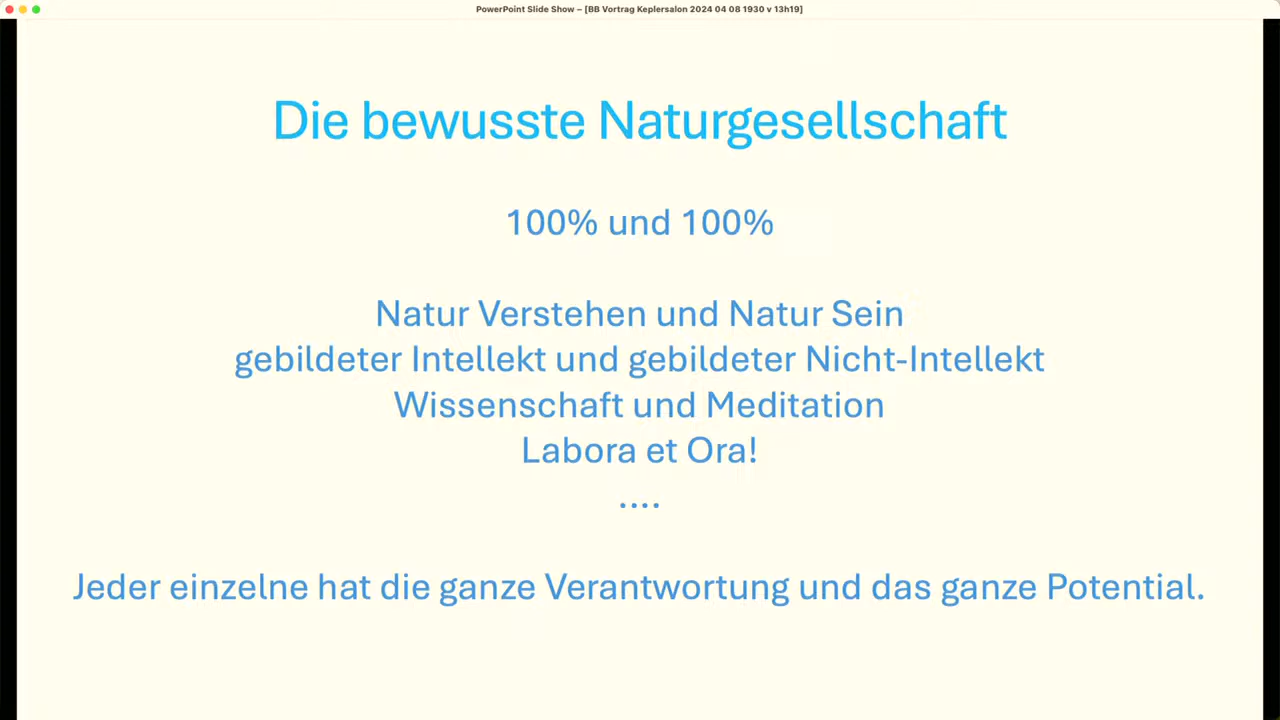 PowerPoint Slide Show – [BB Vortrag Keplersalon 2024 04 08 1930 v 13h19]
Die bewusste Naturgesellschaft
100% und 100%
Natur Verstehen und Natur Sein
gebildeter Intellekt und gebildeter Nicht-Intellekt
Wissenschaft und Meditation
Labora et Ora!
....
Jeder einzelne hat die ganze Verantwortung und das ganze Potential.